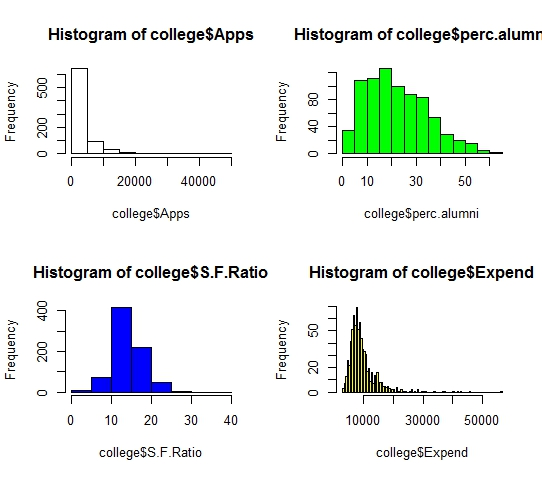 Histogram of college$Apps
Frequency
0 200 500
0 20000 40000
college$Apps
Histogram of college$perc.alumn
Frequency
0 40 80
0 10 30 50
college$perc.alumni
Histogram of college$S.F.Ratio
Frequency
0 200 400
0 10 20 30 40
college$S.F.Ratio
Histogram of college$Expend
Frequency
0 20 50
10000 30000 50000
college$Expend